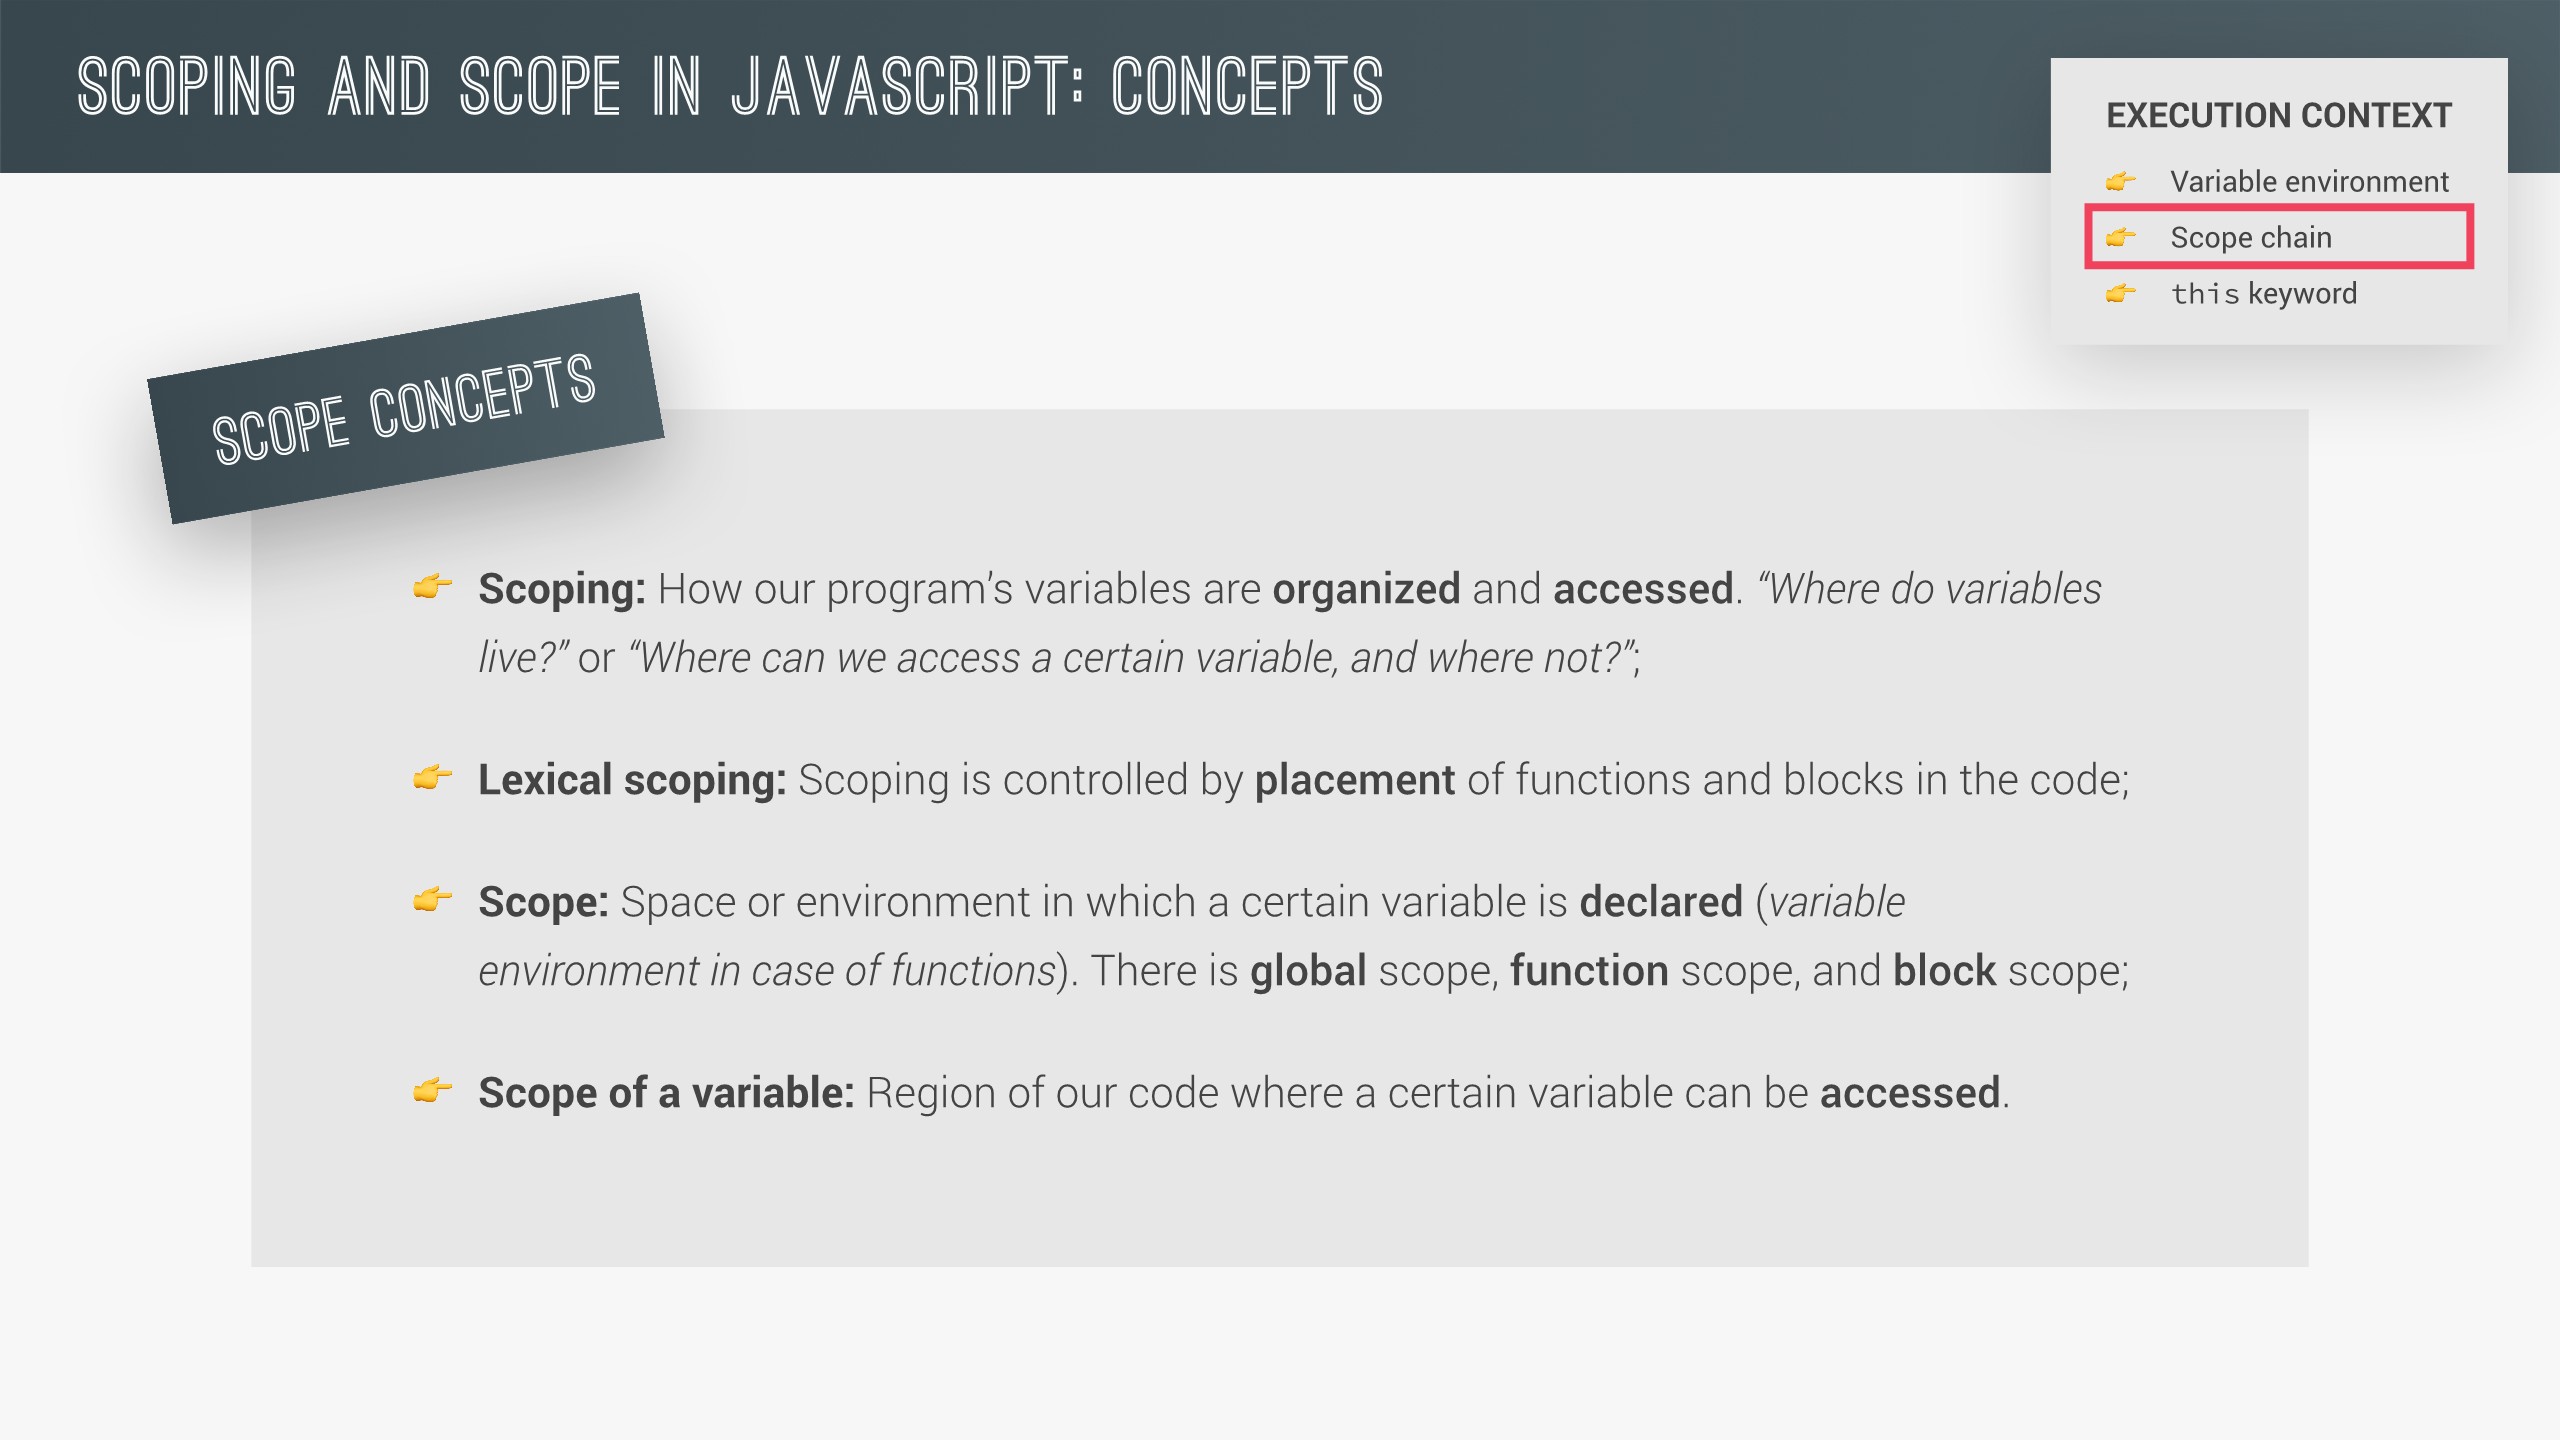 SCOPING AND SCOPE IN JAVASCRIPT: CONCEPTS
EXECUTION CONTEXT
👉 Variable environment
👉 Scope chain
👉 this keyword
SCOPE CONCEPTS
👉 Scoping: How our program’s variables are organized and accessed. “Where do variables
live?” or “Where can we access a certain variable, and where not?”;
👉 Lexical scoping: Scoping is controlled by placement of functions and blocks in the code;
👉 Scope: Space or environment in which a certain variable is declared (variable
environment in case of functions). There is global scope, function scope, and block scope;
👉 Scope of a variable: Region of our code where a certain variable can be accessed.